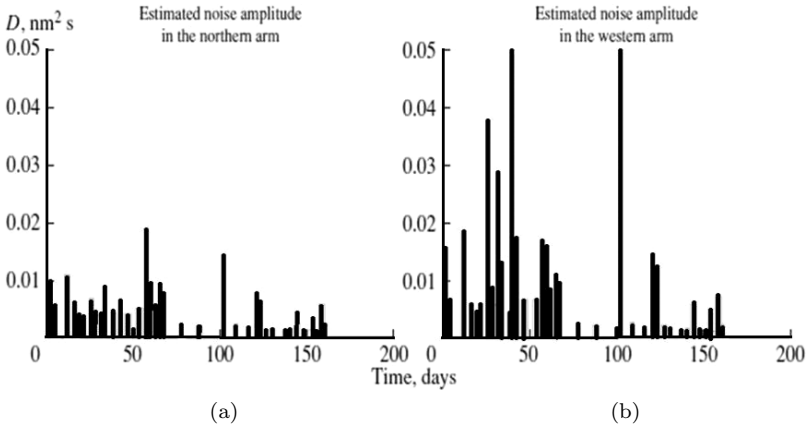 D, nm² s
Estimated noise amplitude
in the northern arm
0.05
0.04
0.03
0.02
0.01
0
50
100
150
200
Estimated noise amplitude
in the western arm
0.05
0.04
0.03
0.02
0.01
0
50
100
150
200
Time, days
(a)
(b)